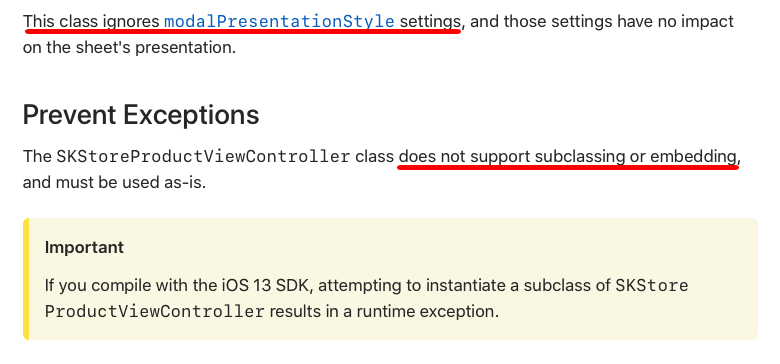 This class ignores modalPresentationStyle settings, and those settings have no impact
on the sheet's presentation.
Prevent Exceptions
The SKStoreProductViewController class does not support subclassing or embedding,
and must be used as-is.
Important
If you compile with the iOS 13 SDK, attempting to instantiate a subclass of SKStore
ProductViewController results in a runtime exception.